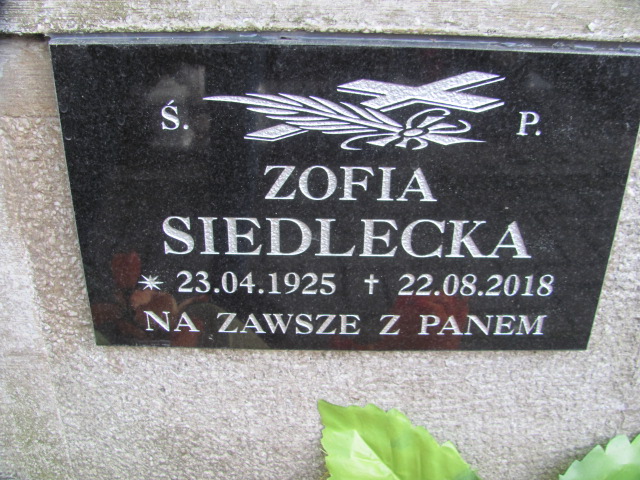 Ś. P.
ZOFIA
SIEDLECKA
* 23.04.1925 † 22.08.2018
NA ZAWSZE Z PANEM